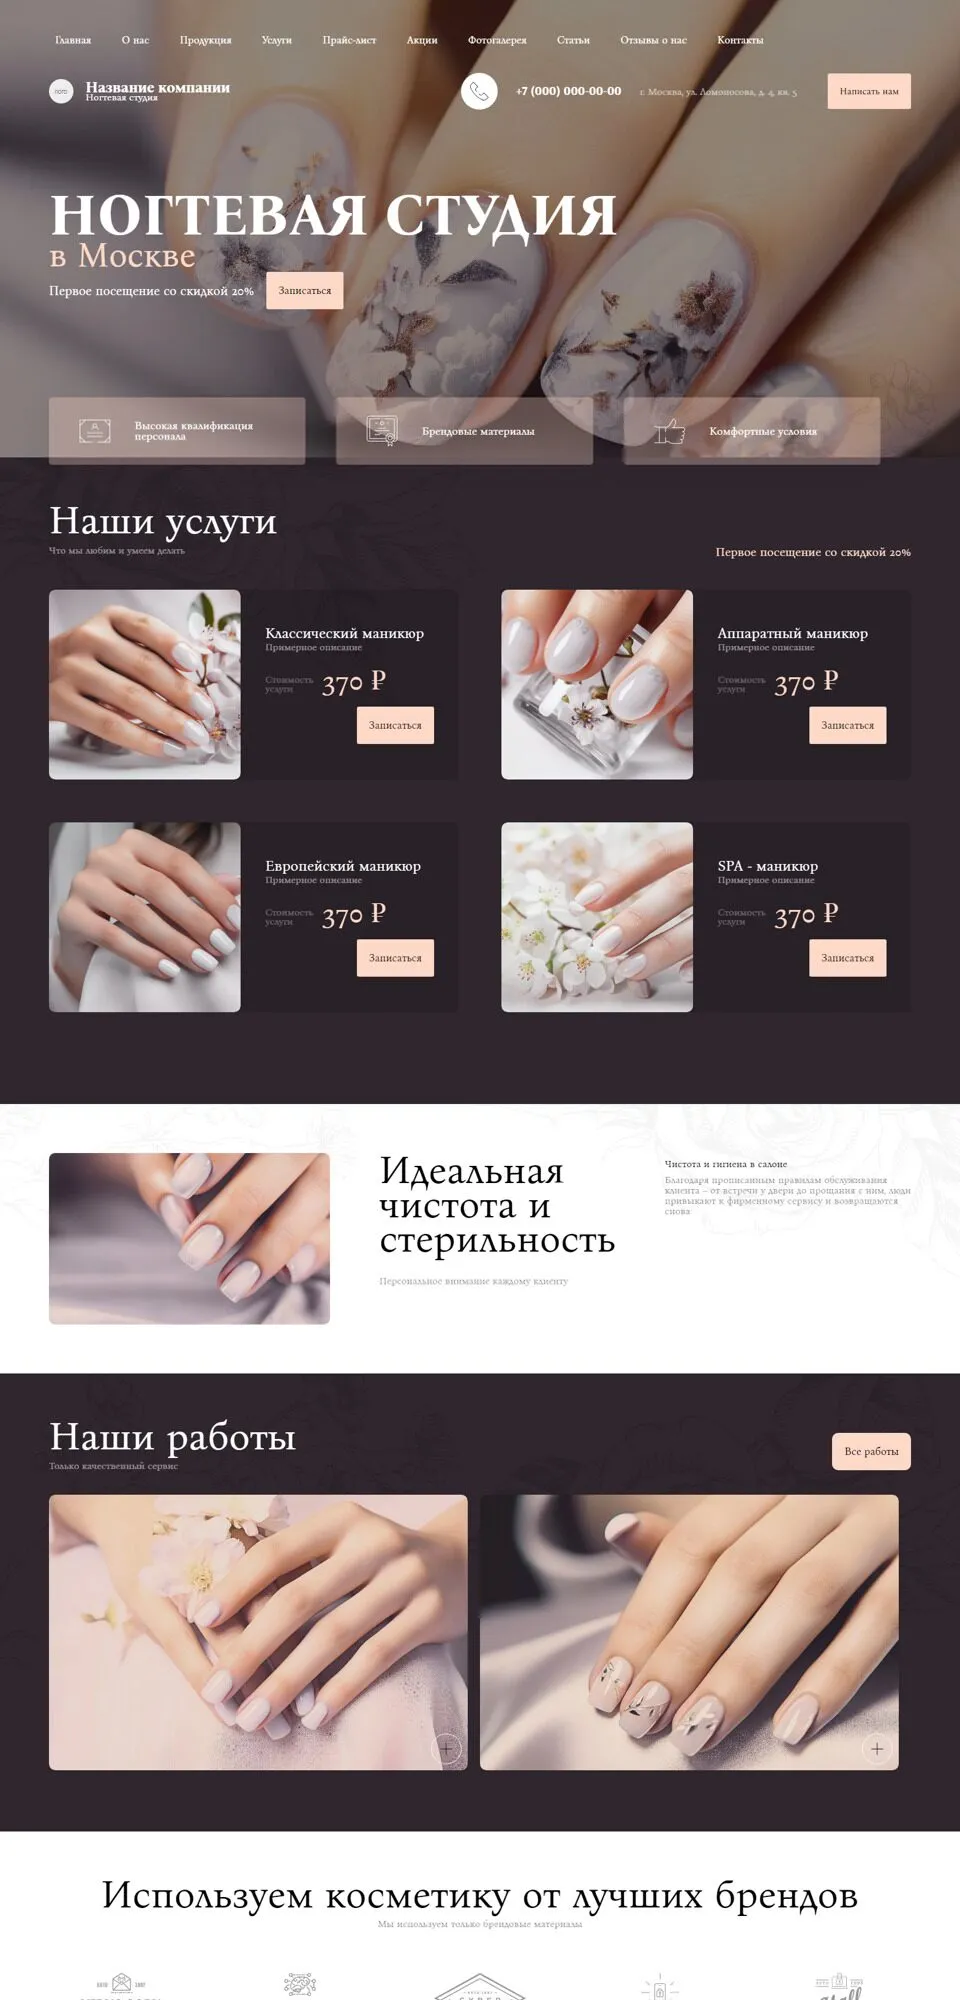 Главная О нас Продукция Услуги Прайс-лист Акции Фотогалерея Статьи Отзывы о нас Контакты
Название компании
Ногтевая студия
+7 (000) 000-00-00
г. Москва, ул. Ломоносова, д. 4, кв. 5
Написать нам
НОГТЕВАЯ СТУДИЯ
в Москве
Первое посещение со скидкой 20%
Записаться
Высокая квалификация
персонала
Брендовые материалы
Комфортные условия
Наши услуги
Что мы любим и умеем делать
Первое посещение со скидкой 20%
Классический маникюр
Примерное описание
Стоимость
услуги
370 ₽
Записаться
Аппаратный маникюр
Примерное описание
Стоимость
услуги
370 ₽
Записаться
Европейский маникюр
Примерное описание
Стоимость
услуги
370 ₽
Записаться
SPA - маникюр
Примерное описание
Стоимость
услуги
370 ₽
Записаться
Идеальная
чистота и
стерильность
Персональное внимание каждому клиенту
Чистота и гигиена в салоне
Благодаря прописанным правилам обслуживания
клиента – от встречи у двери до прощания с ним, люди
привыкают к фирменному сервису и возвращаются
снова
Наши работы
Только качественный сервис
Все работы
Используем косметику от лучших брендов
Мы используем только брендовые материалы